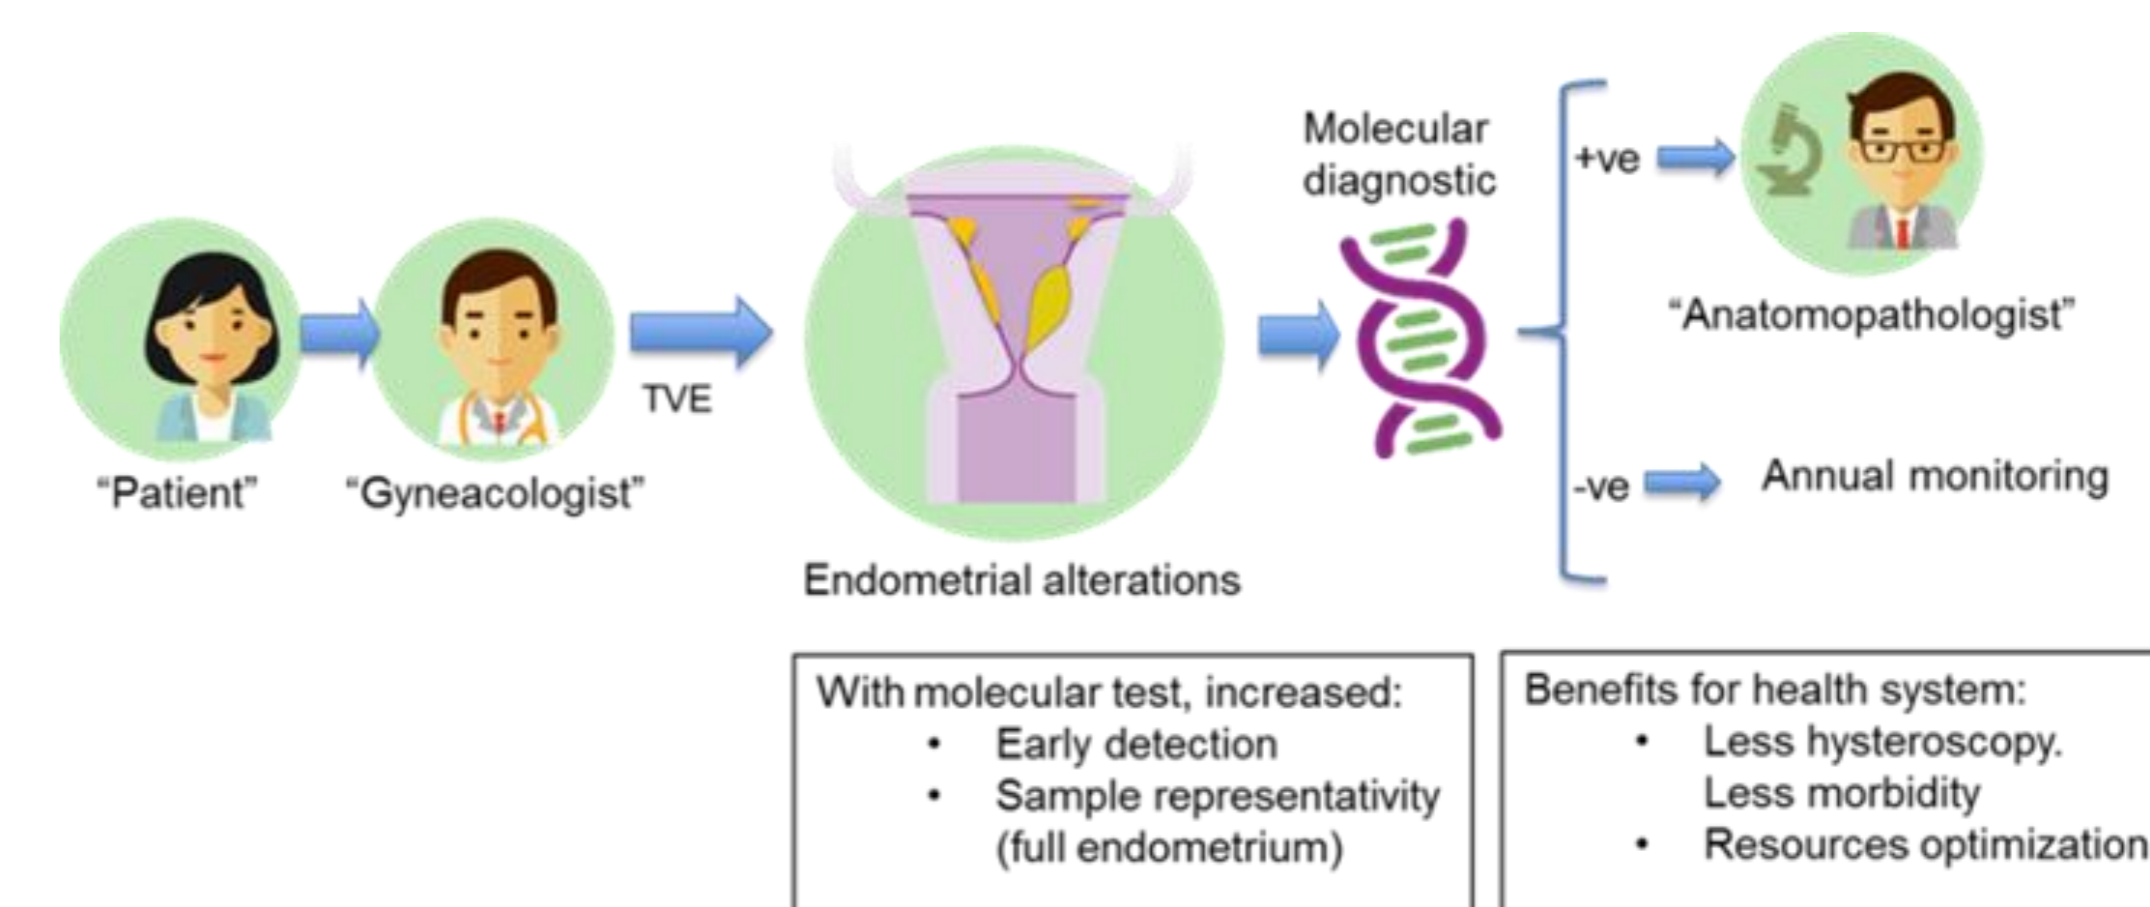 “Patient”
“Gyneacologist”
TVE
Endometrial alterations
Molecular
diagnostic
+ve
“Anatomopathologist”
-ve
Annual monitoring
With molecular test, increased:
• Early detection
• Sample representativity
(full endometrium)
Benefits for health system:
• Less hysteroscopy.
Less morbidity
• Resources optimization